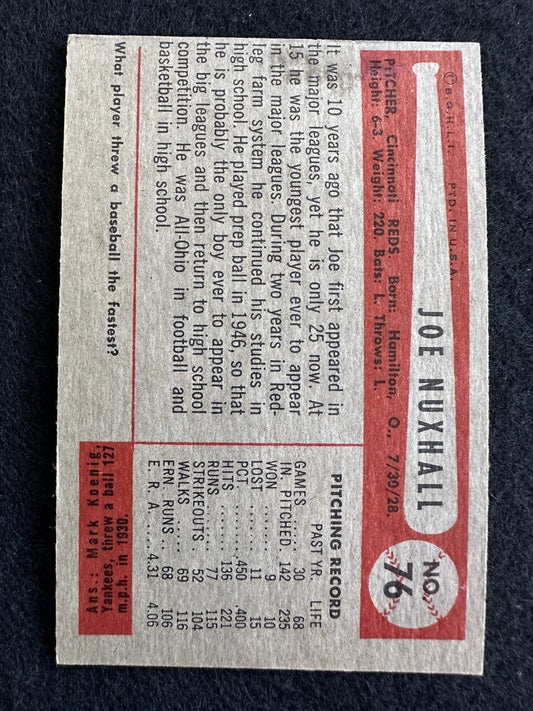 © B.G.H.L.I. PTD. IN U.S.A.
JOE NUXHALL
NO.
76
PITCHER, Cincinnati REDS. Born: Hamilton, O., 7/30/28.
Height: 6-3. Weight: 220. Bats: L. Throws: L.
It was 10 years ago that Joe first appeared in
the major leagues, yet he is only 25 now. At
15 he was the youngest player ever to appear
in the major leagues. During two years in Red-
leg farm system he continued his studies in
high school. He played prep ball in 1946, so that
he is probably the only boy ever to appear in
the big leagues and then return to high school
competition. He was All-Ohio in football and
basketball in high school.
PITCHING RECORD
PAST YR. LIFE
GAMES . . . 30 68
IN. PITCHED. 142 235
WON . . . . 9 10
LOST . . . . 11 15
PCT. . . . .450 400
HITS . . . . 136 221
RUNS . . . . 77 115
STRIKEOUTS . 52 104
WALKS . . . 69 116
ERN. RUNS . 68 106
E. R. A. . . . 4.31 4.06
What player threw a baseball the fastest?
Ans.: Mark Koenig,
Yankees, threw a ball 127
m.p.h. in 1930.